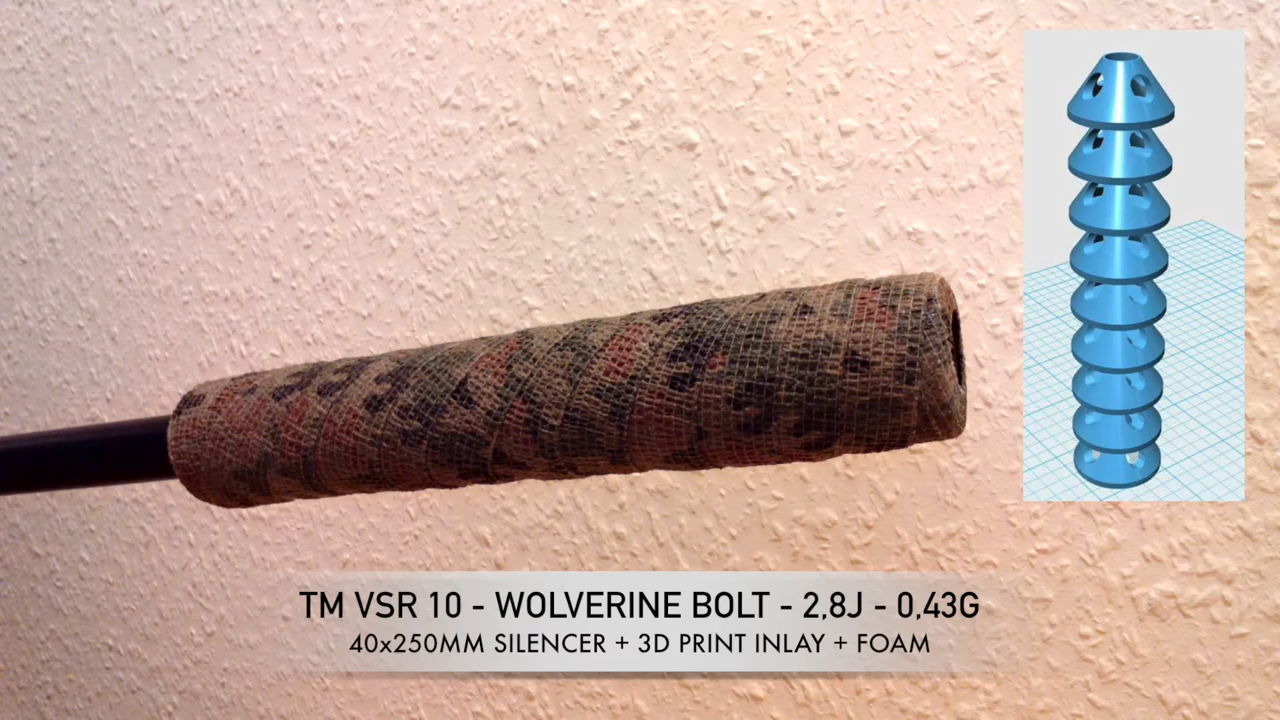 TM VSR 10 - WOLVERINE BOLT - 2,8J - 0,43G
40x250MM SILENCER + 3D PRINT INLAY + FOAM